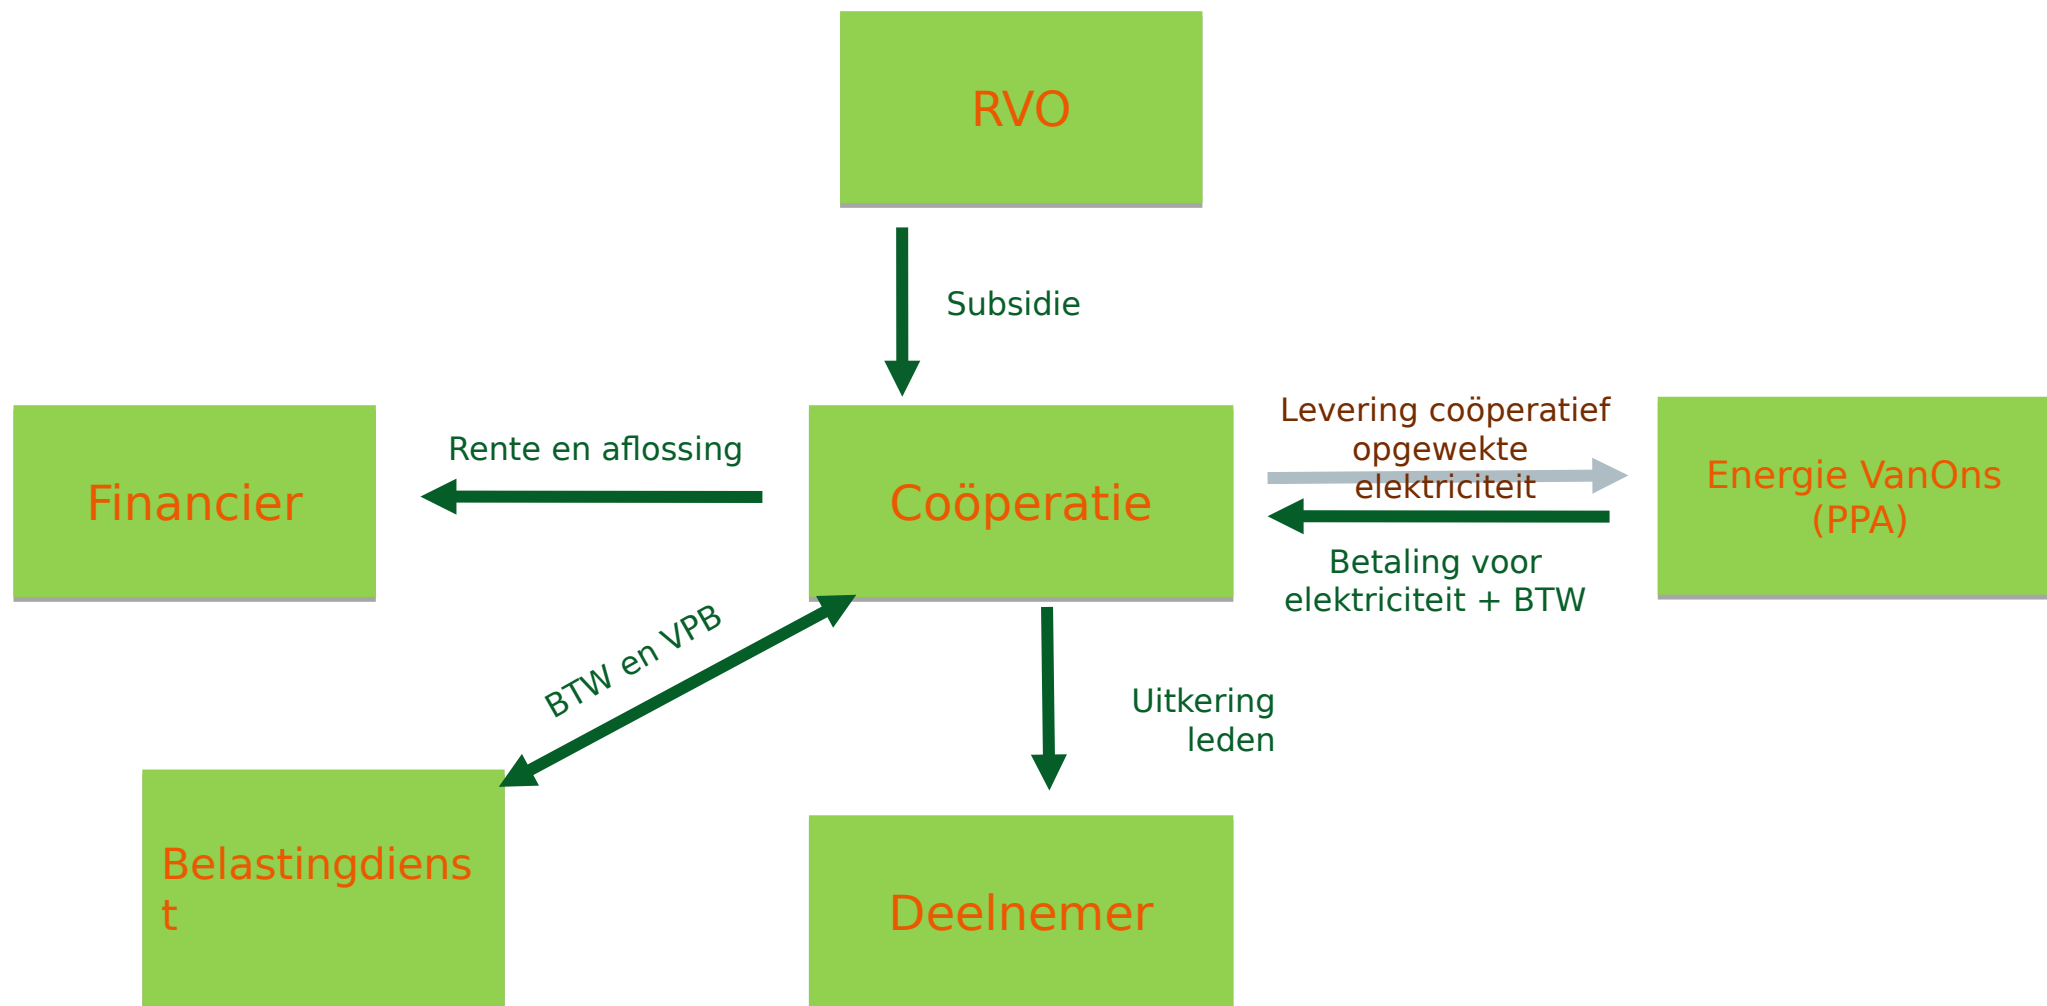 RVO
Subsidie
Financier
Rente en aflossing
Coöperatie
Levering coöperatief
opgewekte
elektriciteit
Betaling voor
elektriciteit + BTW
Energie VanOns
(PPA)
BTW en VPB
Uitkering
leden
Belastingdiens
t
Deelnemer